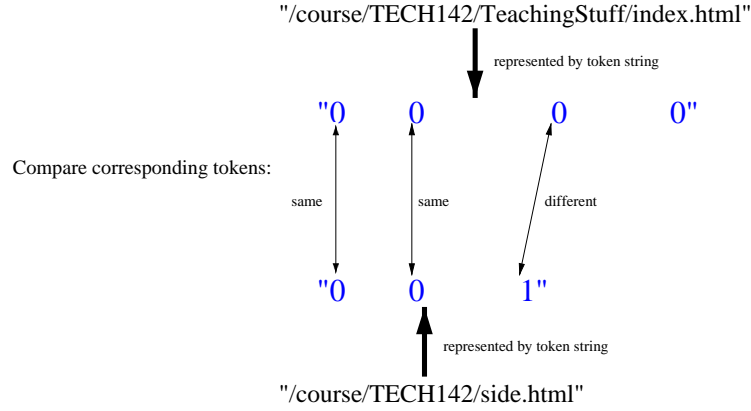 "/course/TECH142/TeachingStuff/index.html"
represented by token string
"0 0 0 0"
Compare corresponding tokens:
same same different
"0 0 1"
represented by token string
"/course/TECH142/side.html"